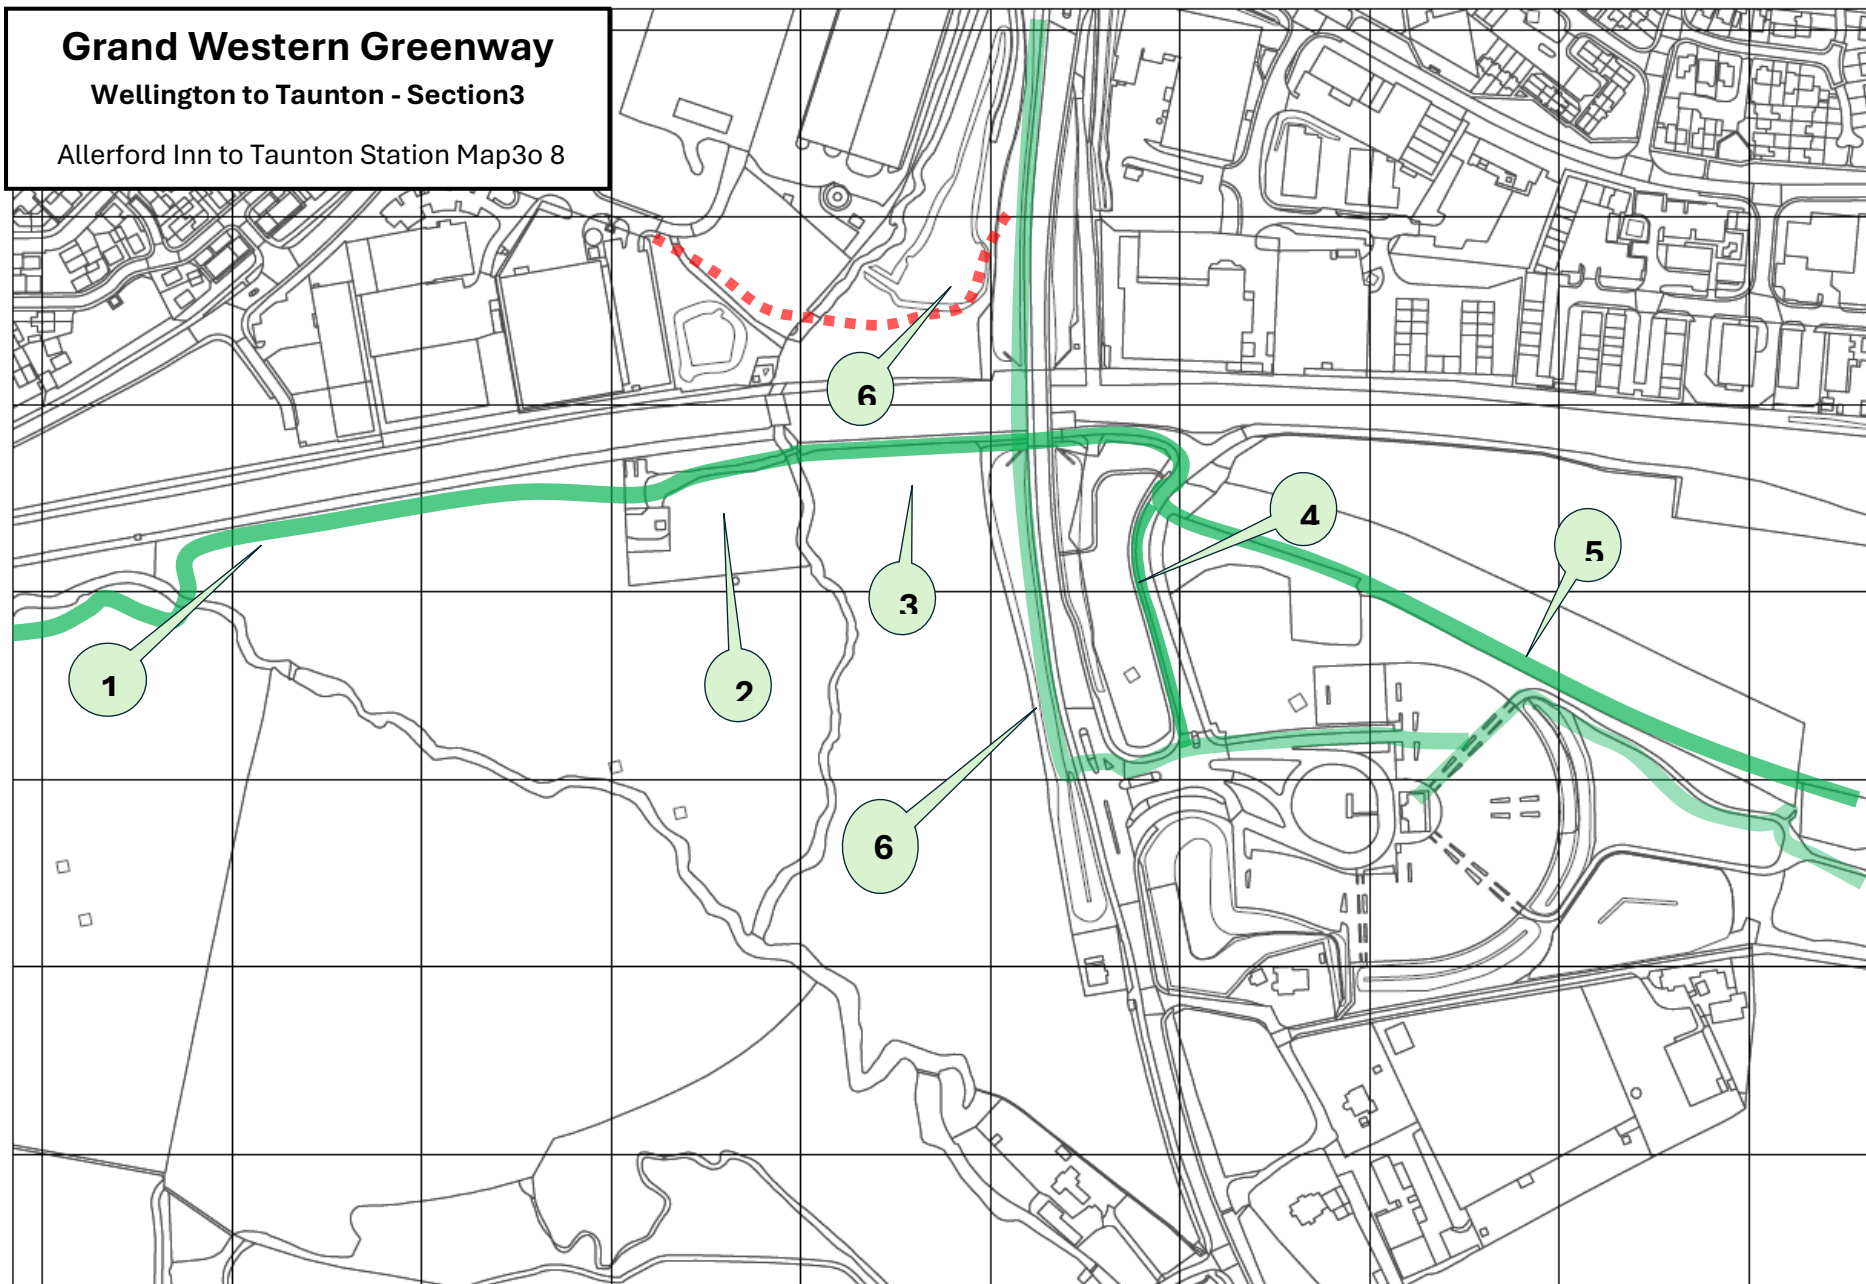 Grand Western Greenway
Wellington to Taunton - Section3
Allerford Inn to Taunton Station Map3o 8
6
4
5
3
1
2
6